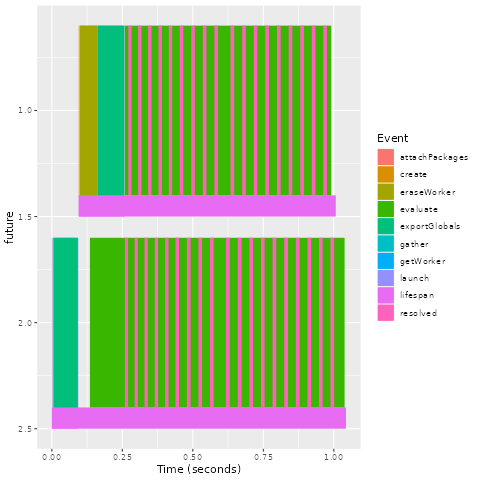 1.0
1.5
2.0
2.5
future
0.00 0.25 0.50 0.75 1.00
Time (seconds)
Event
attachPackages
create
eraseWorker
evaluate
exportGlobals
gather
getWorker
launch
lifespan
resolved